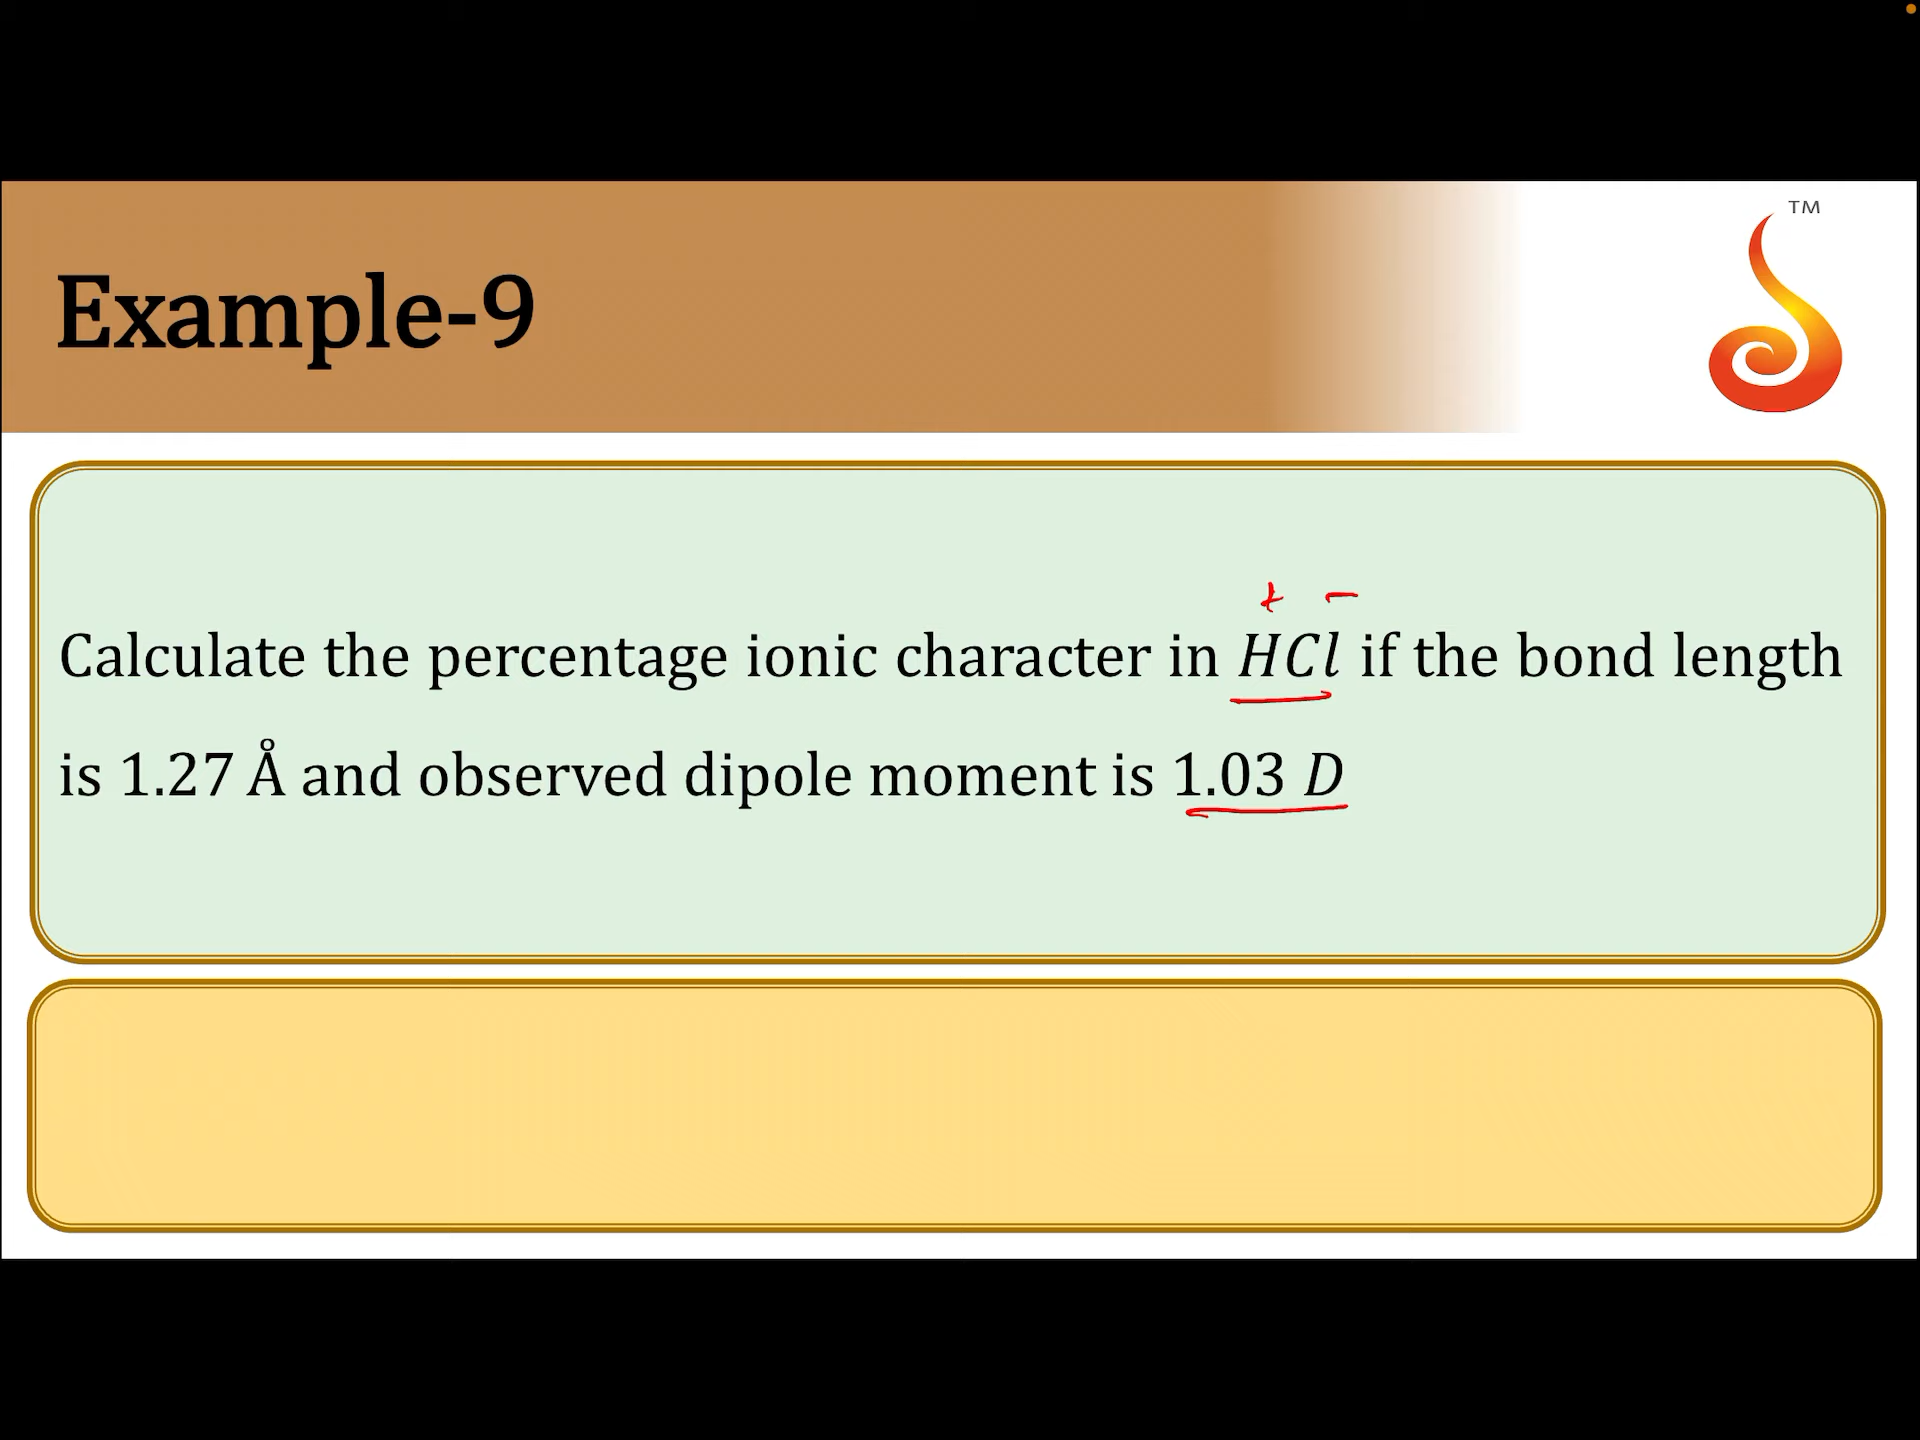 TM
Example-9
+ −
Calculate the percentage ionic character in HCl if the bond length
is 1.27 Å and observed dipole moment is 1.03 D